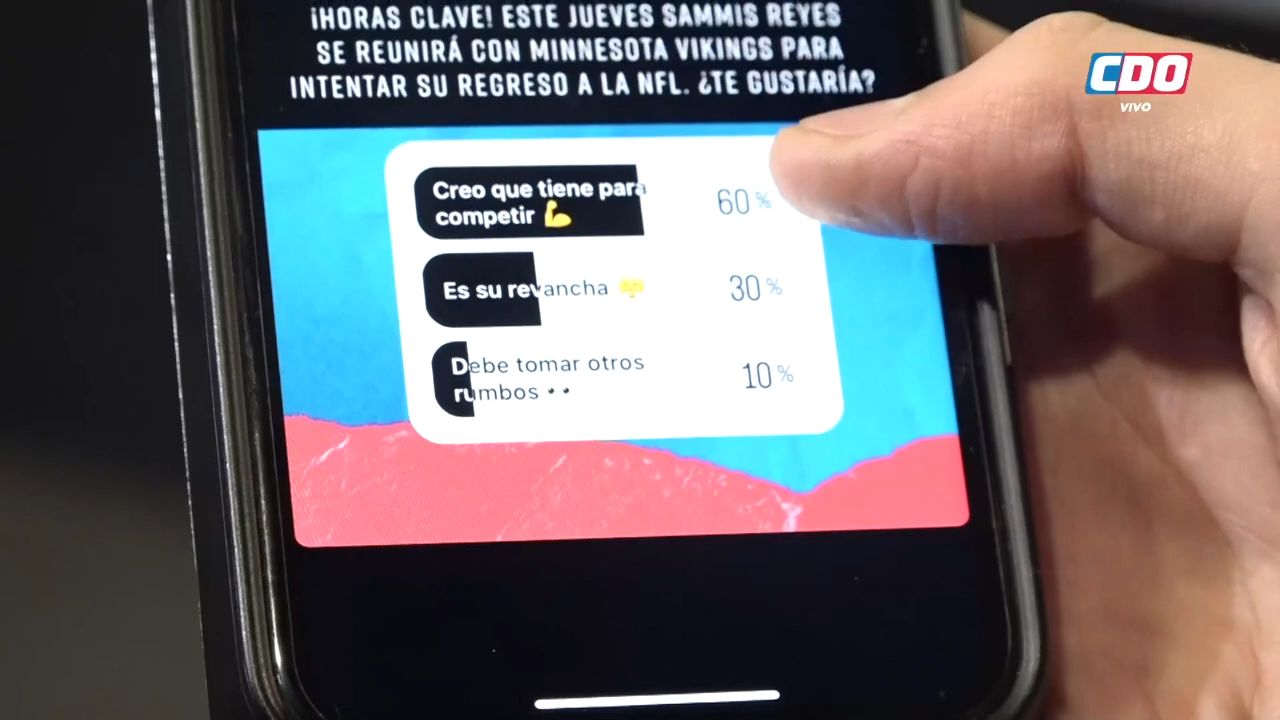 ¡HORAS CLAVE! ESTE JUEVES SAMMIS REYES
SE REUNIRÁ CON MINNESOTA VIKINGS PARA
INTENTAR SU REGRESO A LA NFL. ¿TE GUSTARÍA?
CDO
VIVO
Creo que tiene para
competir 💪
60%
Es su revancha
30%
Debe tomar otros
rumbos 👀
10%